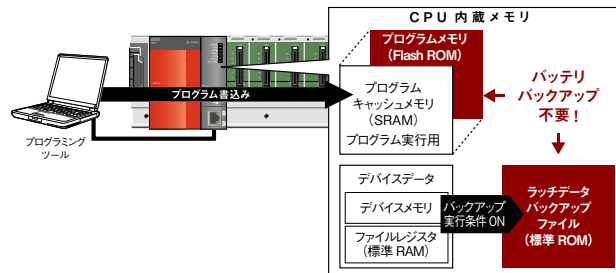 CPU内蔵メモリ
プログラムメモリ
(Flash ROM)
プログラム
キャッシュメモリ
(SRAM)
プログラム実行用
プログラム書込み
バッテリ
バックアップ
不要!
プログラミング
ツール
デバイスデータ
デバイスメモリ
ファイルレジスタ
(標準RAM)
バックアップ
実行条件ON
ラッチデータ
バックアップ
ファイル
(標準ROM)